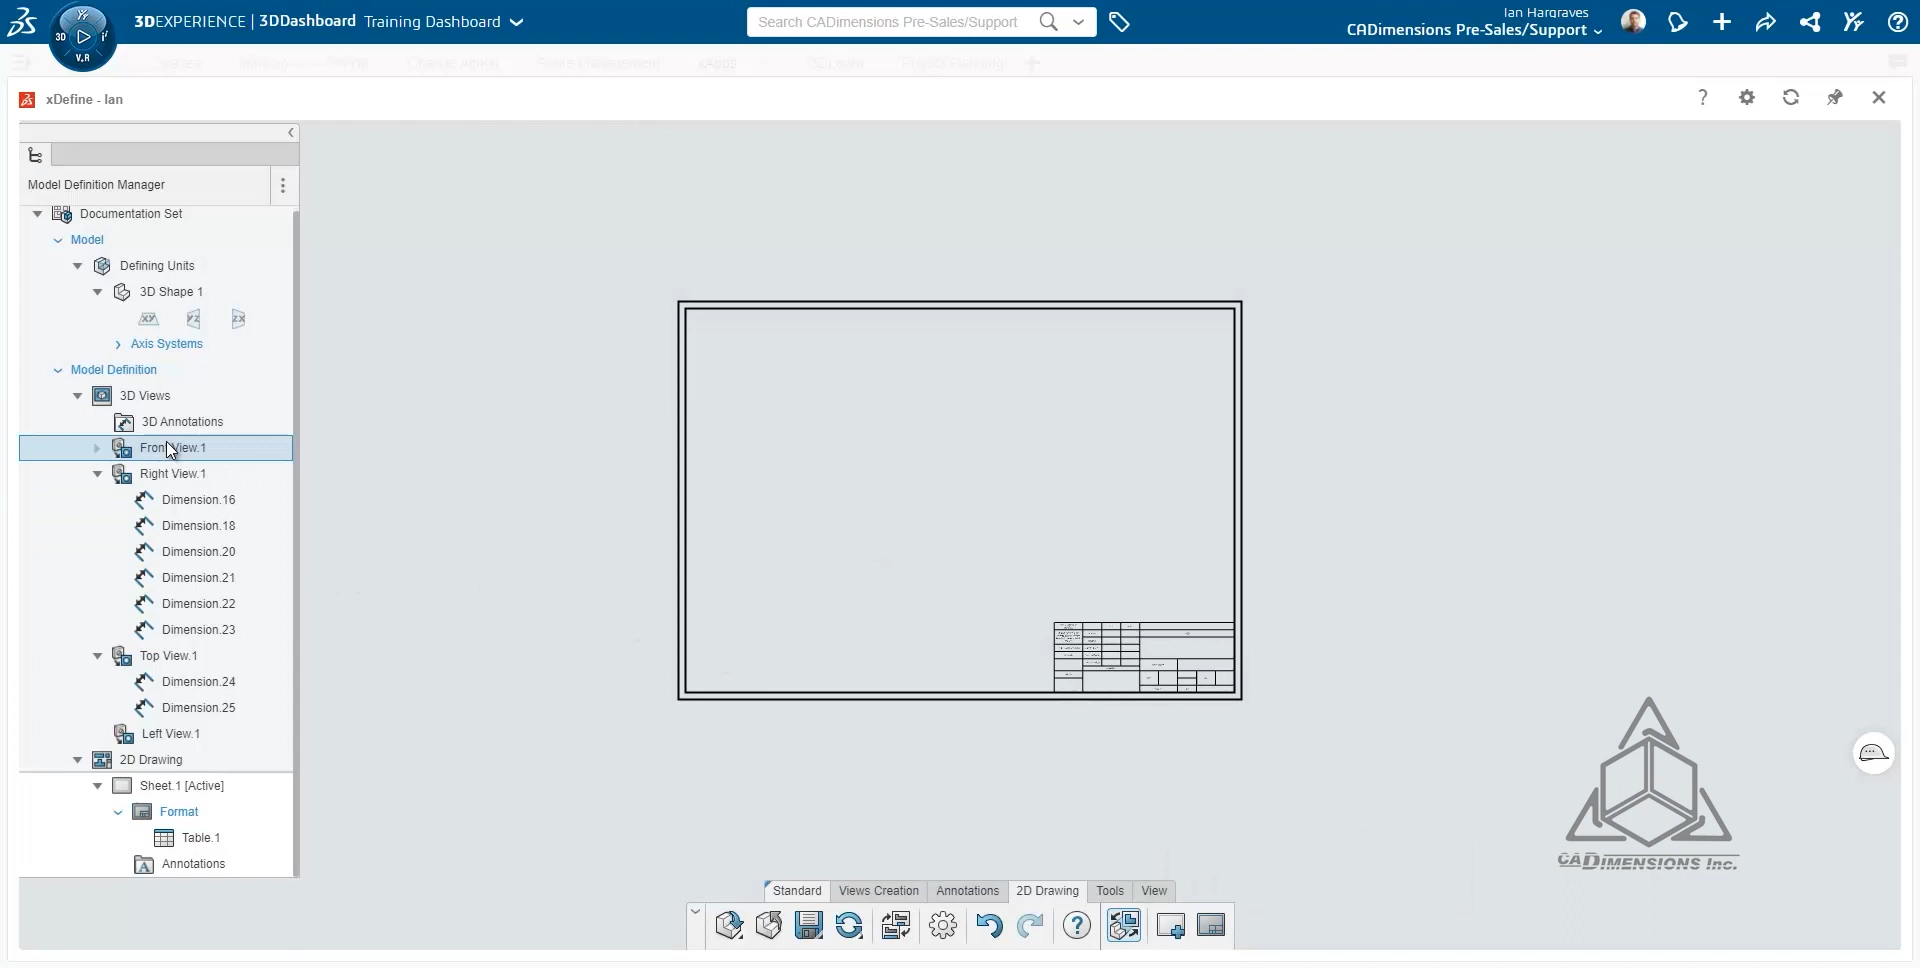 3DEXPERIENCE | 3DDashboard Training Dashboard
3D
V.R
Search CADimensions Pre-Sales/Support
Ian Hargraves
CADimensions Pre-Sales/Support
xDefine - Ian
Model Definition Manager
Documentation Set
Model
Defining Units
3D Shape 1
XY YZ ZX
Axis Systems
Model Definition
3D Views
3D Annotations
Front View.1
Right View.1
Dimension.16
Dimension.18
Dimension.20
Dimension.21
Dimension.22
Dimension.23
Top View.1
Dimension.24
Dimension.25
Left View.1
2D Drawing
Sheet.1 [Active]
Format
Table.1
Annotations
CADIMENSIONS Inc.
Standard Views Creation Annotations 2D Drawing Tools View